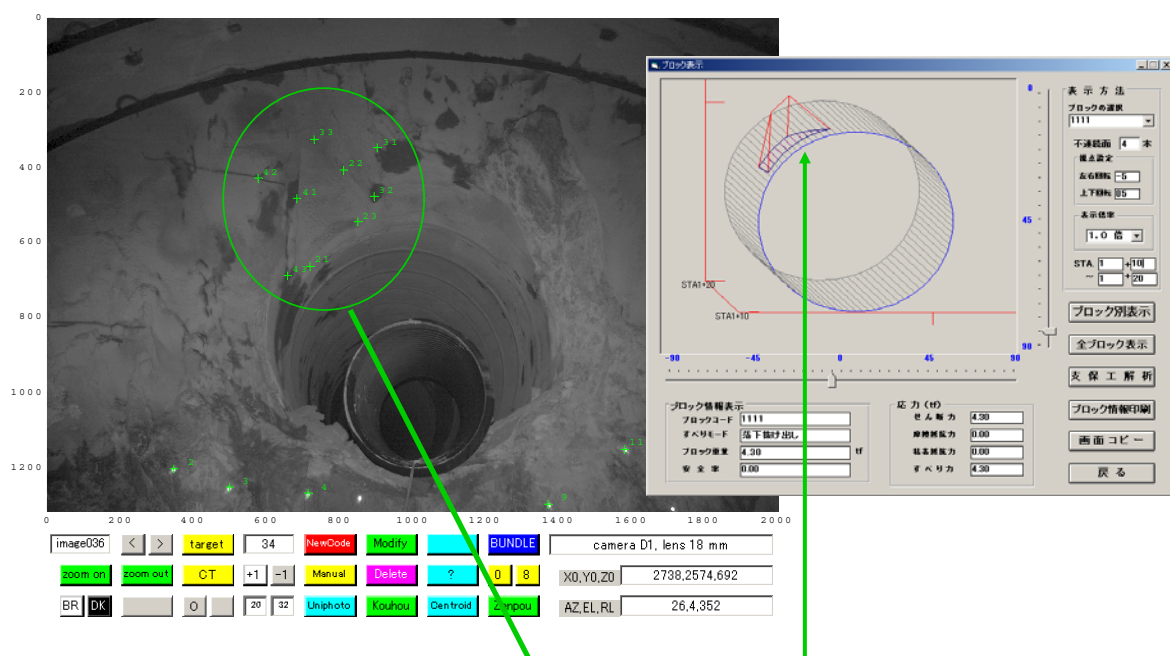 0
200
400
600
800
1000
1200
0 200 400 600 800 1000 1200 1400 1600 1800 2000
33
31
22
42
41
32
23
21
43
11
2
3
4
9
image036 < > target 34 NewCode Modify BUNDLE camera D1, lens 18 mm
zoom on zoom out CT +1 -1 Manual Delete ? 0 8 X0,Y0,Z0 2738,2574,692
BR DK O 20 32 Uniphoto Kouhou Centroid Zenpou AZ,EL,RL 26,4,352
ブロック表示
STA1+20
STA1+10
0
45
90
-90 -45 0 45 90
表示方法
ブロックの選択
1111
不連続面 4 本
視点設定
左右回転 -5
上下回転 85
表示倍率
1.0 倍
STA. 1 +10
~ 1 +20
ブロック別表示
全ブロック表示
支保工解析
ブロック情報印刷
画面コピー
戻る
ブロック情報表示
ブロックコード 1111
すべりモード 落下抜け出し
ブロック重量 4.30 tf
安全率 0.00
応力 (tf)
せん断力 4.30
摩擦抵抗力 0.00
粘着抵抗力 0.00
すべり力 4.30